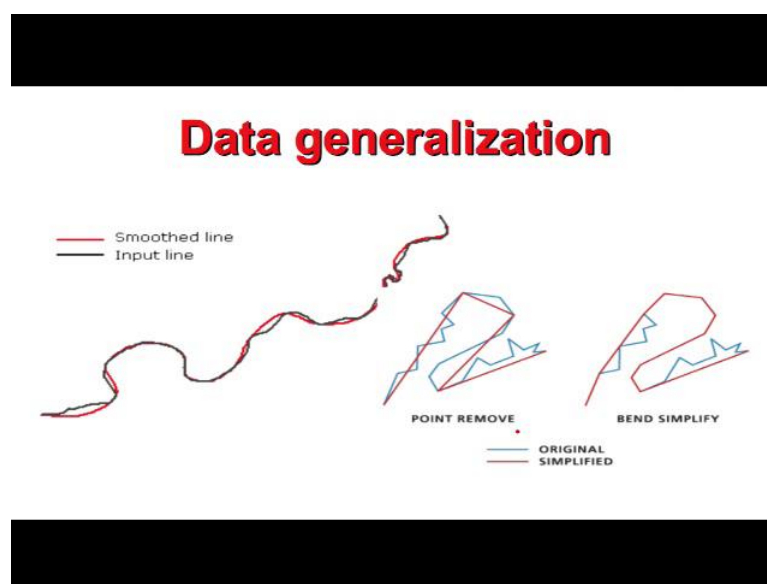 Data generalization
Smoothed line
Input line
POINT REMOVE
BEND SIMPLIFY
ORIGINAL
SIMPLIFIED